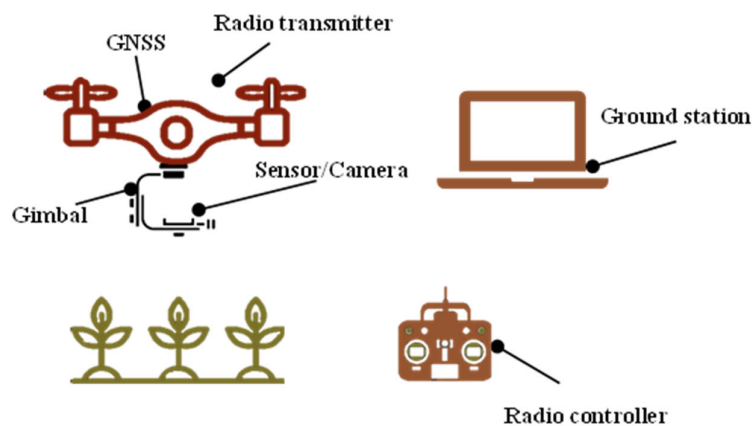 Radio transmitter
GNSS
Ground station
Sensor/Camera
Gimbal
Radio controller